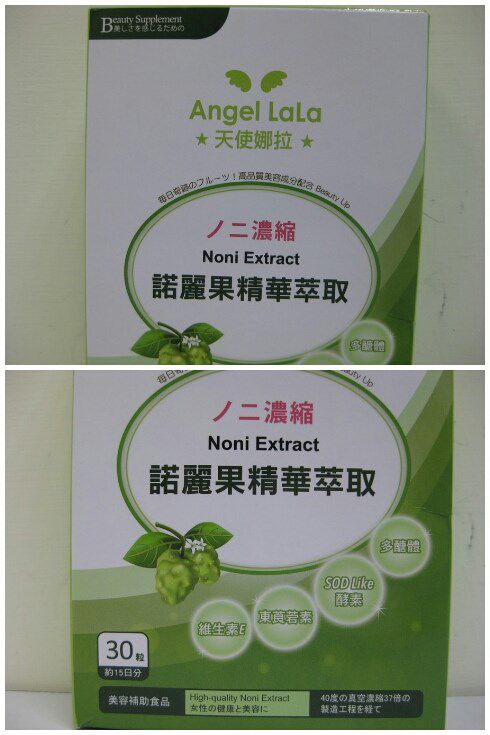 Beauty Supplement
美しさを感じるための
Angel LaLa
★ 天使娜拉 ★
毎日奇跡のフルーツ！高品質美容成分配合 Beauty Up
ノニ濃縮
Noni Extract
諾麗果精華萃取
多醣體
毎日
Beauty Up
ノニ濃縮
Noni Extract
諾麗果精華萃取
多醣體
SOD Like
酵素
東莨菪素
維生素E
30粒
約15日分
美容補助食品
High-quality Noni Extract
女性の健康と美容に
40度の真空濃縮37倍の
製造工程を経て